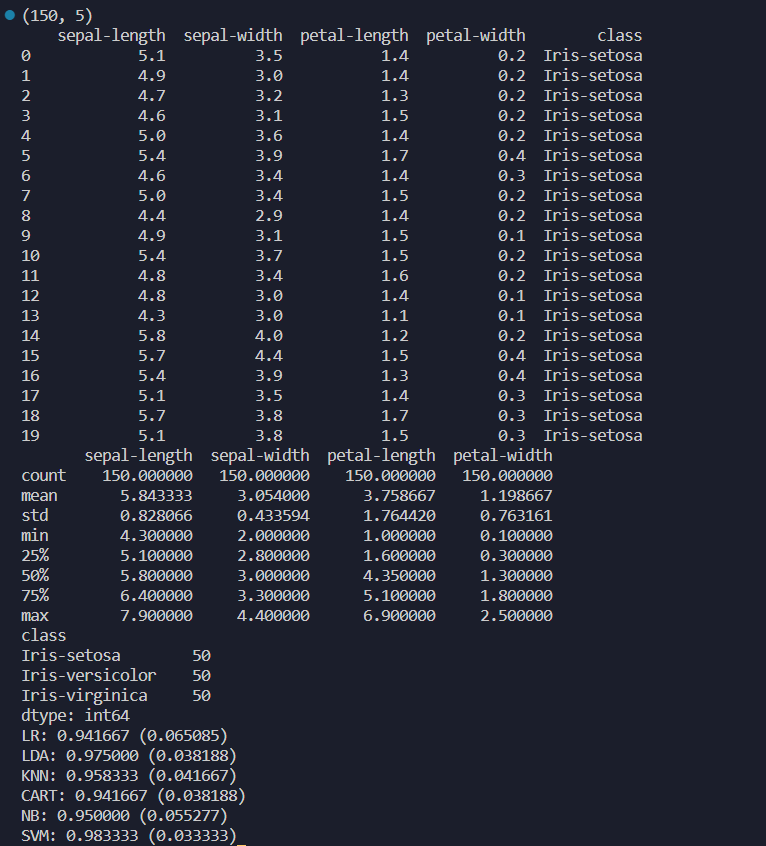 (150, 5)
    sepal-length  sepal-width  petal-length  petal-width        class
0            5.1          3.5           1.4          0.2  Iris-setosa
1            4.9          3.0           1.4          0.2  Iris-setosa
2            4.7          3.2           1.3          0.2  Iris-setosa
3            4.6          3.1           1.5          0.2  Iris-setosa
4            5.0          3.6           1.4          0.2  Iris-setosa
5            5.4          3.9           1.7          0.4  Iris-setosa
6            4.6          3.4           1.4          0.3  Iris-setosa
7            5.0          3.4           1.5          0.2  Iris-setosa
8            4.4          2.9           1.4          0.2  Iris-setosa
9            4.9          3.1           1.5          0.1  Iris-setosa
10           5.4          3.7           1.5          0.2  Iris-setosa
11           4.8          3.4           1.6          0.2  Iris-setosa
12           4.8          3.0           1.4          0.1  Iris-setosa
13           4.3          3.0           1.1          0.1  Iris-setosa
14           5.8          4.0           1.2          0.2  Iris-setosa
15           5.7          4.4           1.5          0.4  Iris-setosa
16           5.4          3.9           1.3          0.4  Iris-setosa
17           5.1          3.5           1.4          0.3  Iris-setosa
18           5.7          3.8           1.7          0.3  Iris-setosa
19           5.1          3.8           1.5          0.3  Iris-setosa
       sepal-length  sepal-width  petal-length  petal-width
count    150.000000   150.000000    150.000000   150.000000
mean       5.843333     3.054000      3.758667     1.198667
std        0.828066     0.433594      1.764420     0.763161
min        4.300000     2.000000      1.000000     0.100000
25%        5.100000     2.800000      1.600000     0.300000
50%        5.800000     3.000000      4.350000     1.300000
75%        6.400000     3.300000      5.100000     1.800000
max        7.900000     4.400000      6.900000     2.500000
class
Iris-setosa        50
Iris-versicolor    50
Iris-virginica     50
dtype: int64
LR: 0.941667 (0.065085)
LDA: 0.975000 (0.038188)
KNN: 0.958333 (0.041667)
CART: 0.941667 (0.038188)
NB: 0.950000 (0.055277)
SVM: 0.983333 (0.033333)